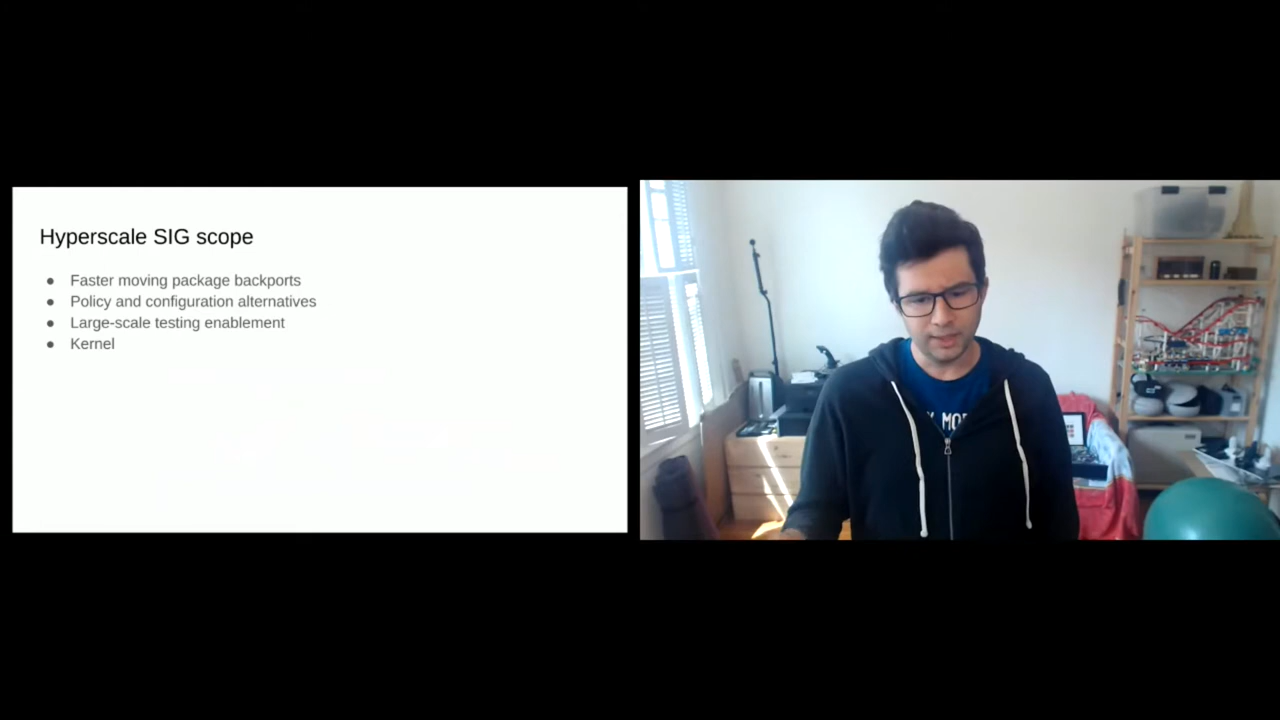 Hyperscale SIG scope
● Faster moving package backports
● Policy and configuration alternatives
● Large-scale testing enablement
● Kernel